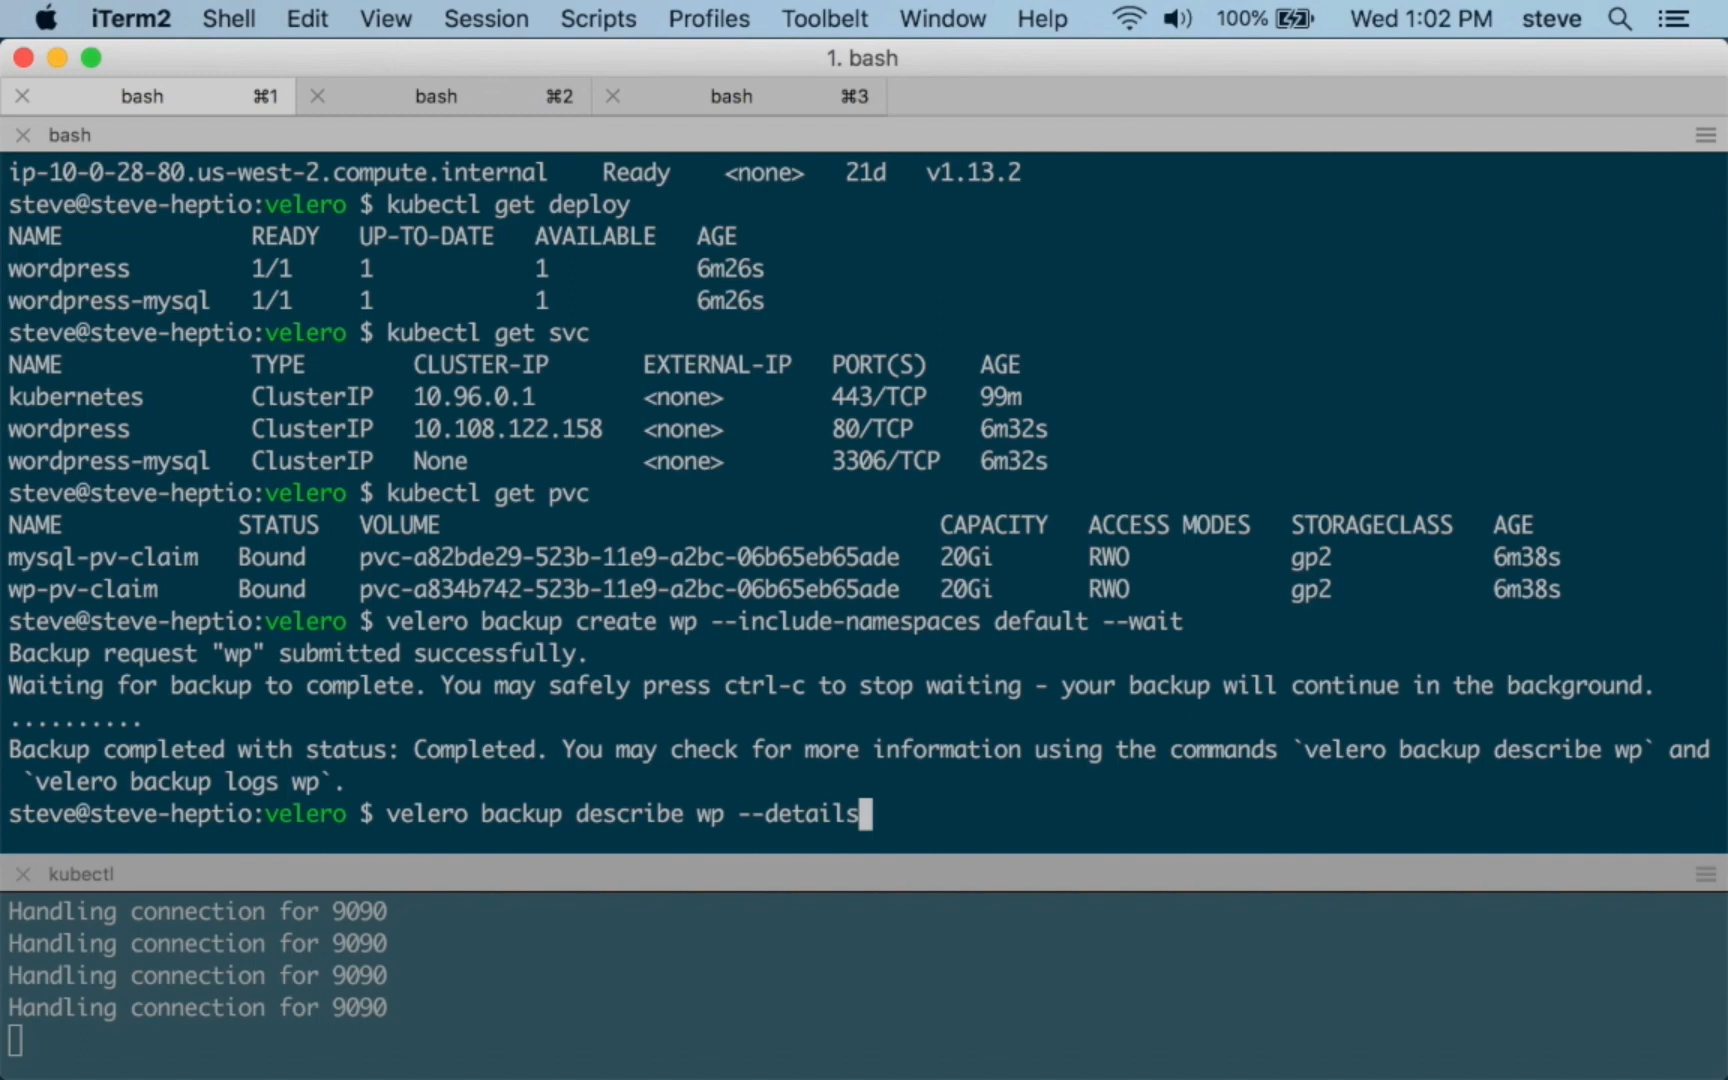 iTerm2 Shell Edit View Session Scripts Profiles Toolbelt Window Help 100% Wed 1:02 PM steve
1. bash
bash ⌘1 bash ⌘2 bash ⌘3
bash
ip-10-0-28-80.us-west-2.compute.internal Ready <none> 21d v1.13.2
steve@steve-heptio:velero $ kubectl get deploy
NAME READY UP-TO-DATE AVAILABLE AGE
wordpress 1/1 1 1 6m26s
wordpress-mysql 1/1 1 1 6m26s
steve@steve-heptio:velero $ kubectl get svc
NAME TYPE CLUSTER-IP EXTERNAL-IP PORT(S) AGE
kubernetes ClusterIP 10.96.0.1 <none> 443/TCP 99m
wordpress ClusterIP 10.108.122.158 <none> 80/TCP 6m32s
wordpress-mysql ClusterIP None <none> 3306/TCP 6m32s
steve@steve-heptio:velero $ kubectl get pvc
NAME STATUS VOLUME CAPACITY ACCESS MODES STORAGECLASS AGE
mysql-pv-claim Bound pvc-a82bde29-523b-11e9-a2bc-06b65eb65ade 20Gi RWO gp2 6m38s
wp-pv-claim Bound pvc-a834b742-523b-11e9-a2bc-06b65eb65ade 20Gi RWO gp2 6m38s
steve@steve-heptio:velero $ velero backup create wp --include-namespaces default --wait
Backup request "wp" submitted successfully.
Waiting for backup to complete. You may safely press ctrl-c to stop waiting - your backup will continue in the background.
..........
Backup completed with status: Completed. You may check for more information using the commands `velero backup describe wp` and
`velero backup logs wp`.
steve@steve-heptio:velero $ velero backup describe wp --details
kubectl
Handling connection for 9090
Handling connection for 9090
Handling connection for 9090
Handling connection for 9090